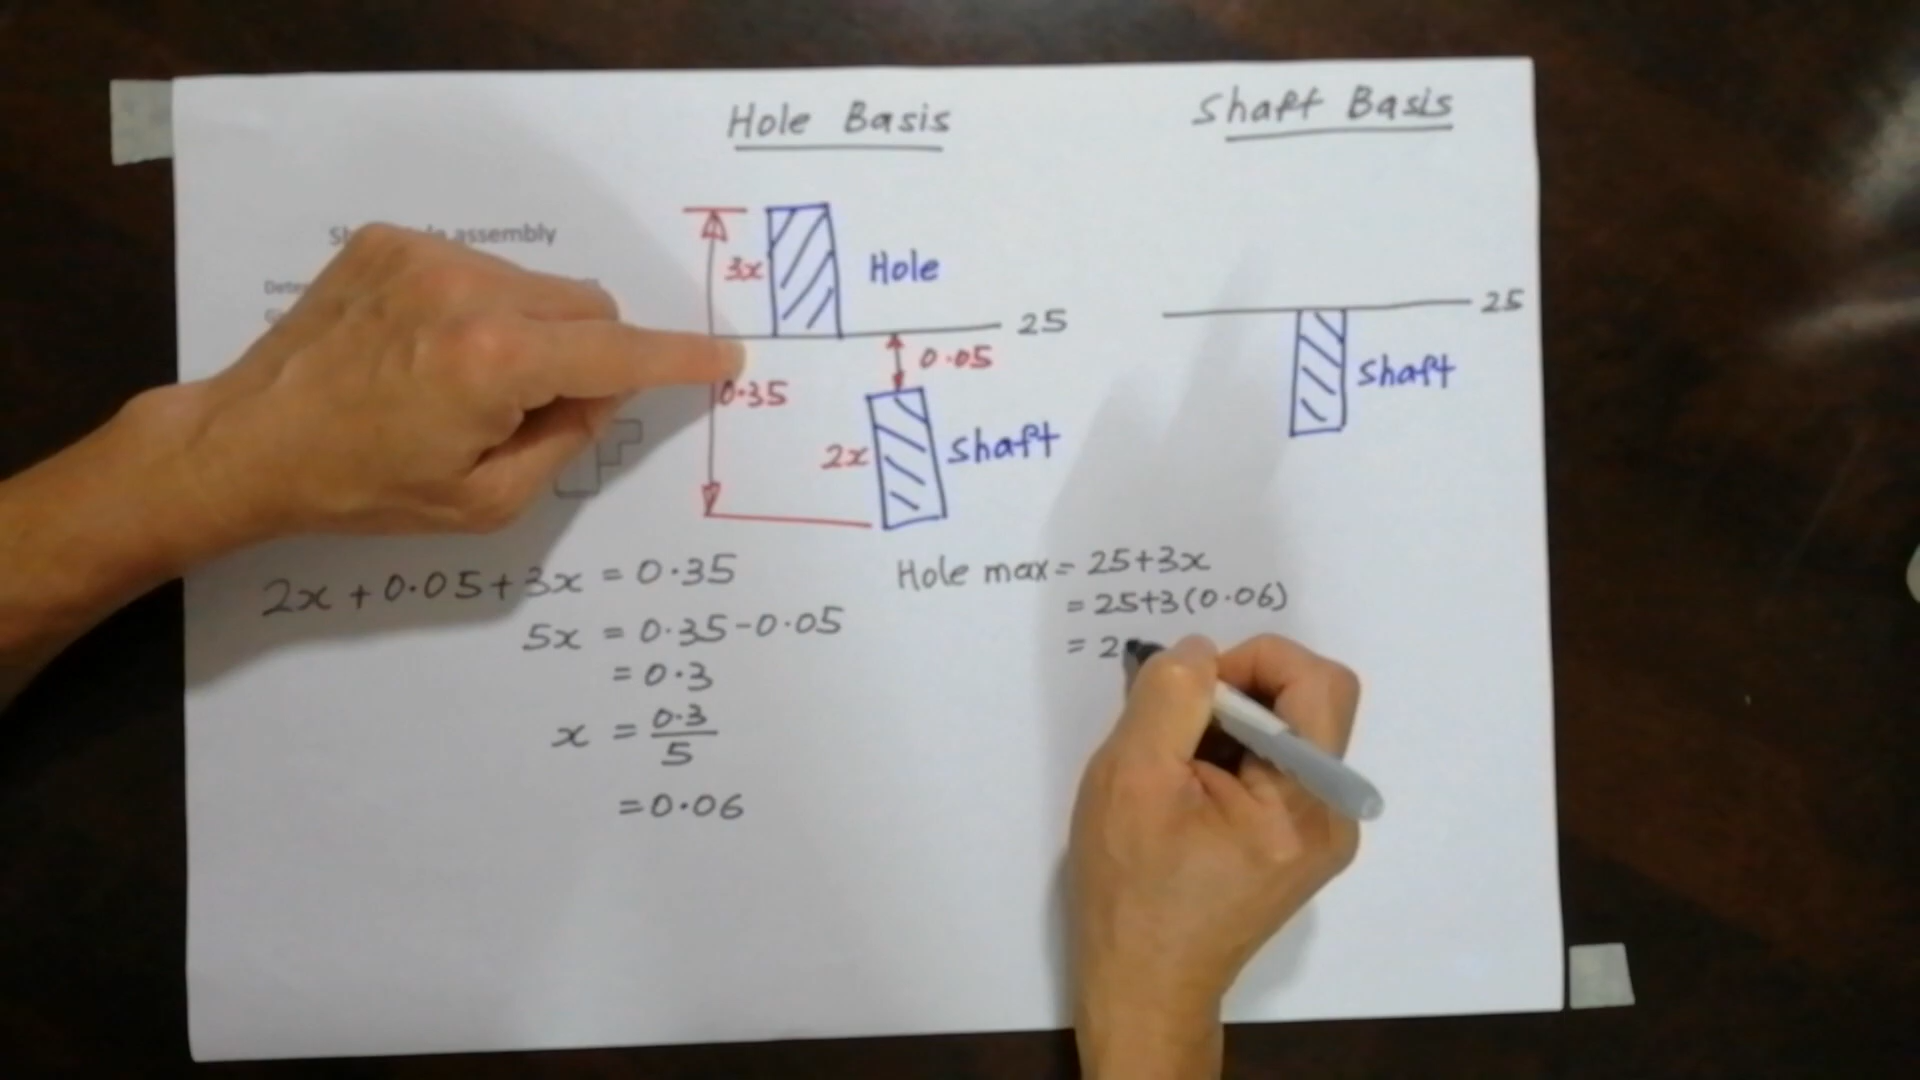 Hole Basis
Shaft Basis
assembly
3x
Hole
25
0.05
0.35
2x
Shaft
25
Shaft
2x + 0.05 + 3x = 0.35
5x = 0.35 - 0.05
= 0.3
x = 0.3/5
= 0.06
Hole max = 25+3x
= 25+3(0.06)
= 2